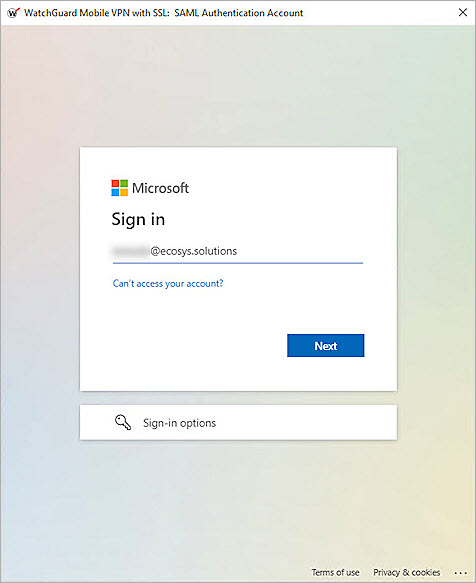 WatchGuard Mobile VPN with SSL: SAML Authentication Account
Microsoft
Sign in
@ecosys.solutions
Can't access your account?
Next
Sign-in options
Terms of use Privacy & cookies ...